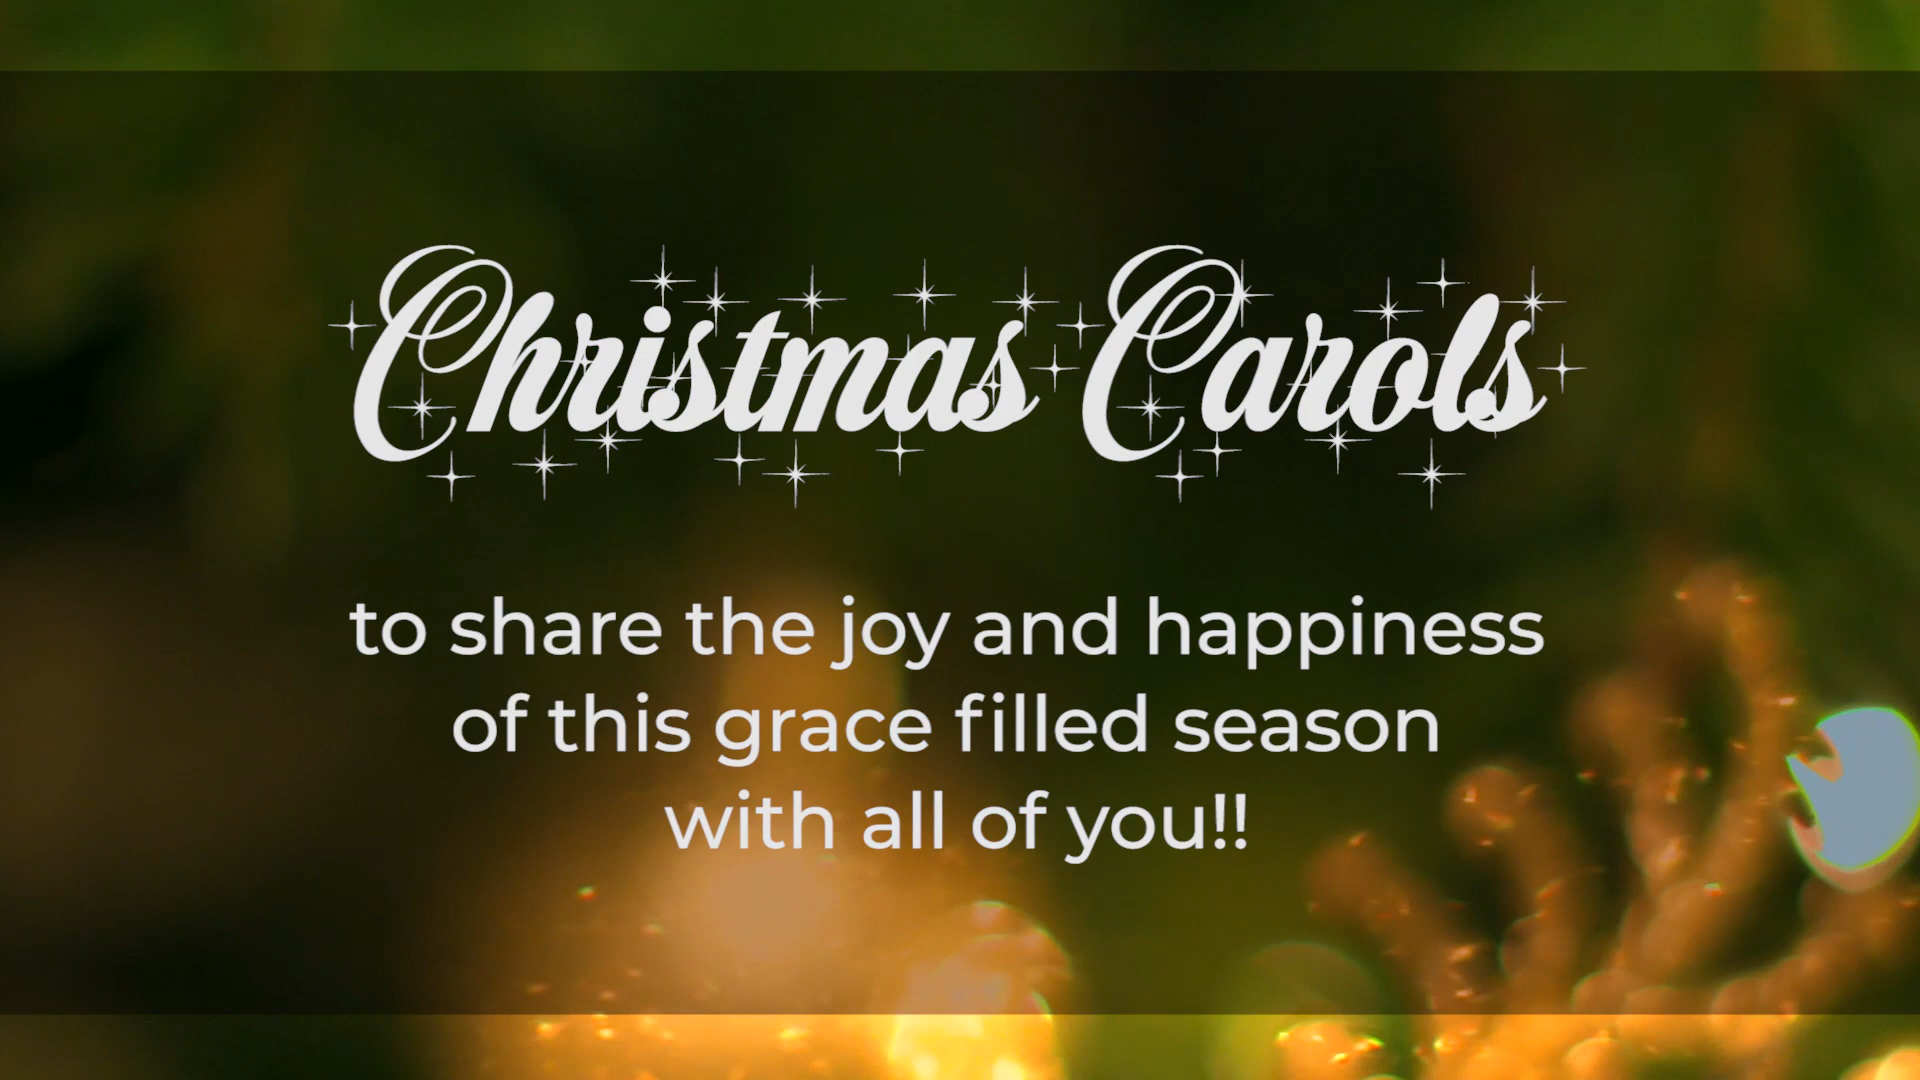 Christmas Carols
to share the joy and happiness
of this grace filled season
with all of you!!